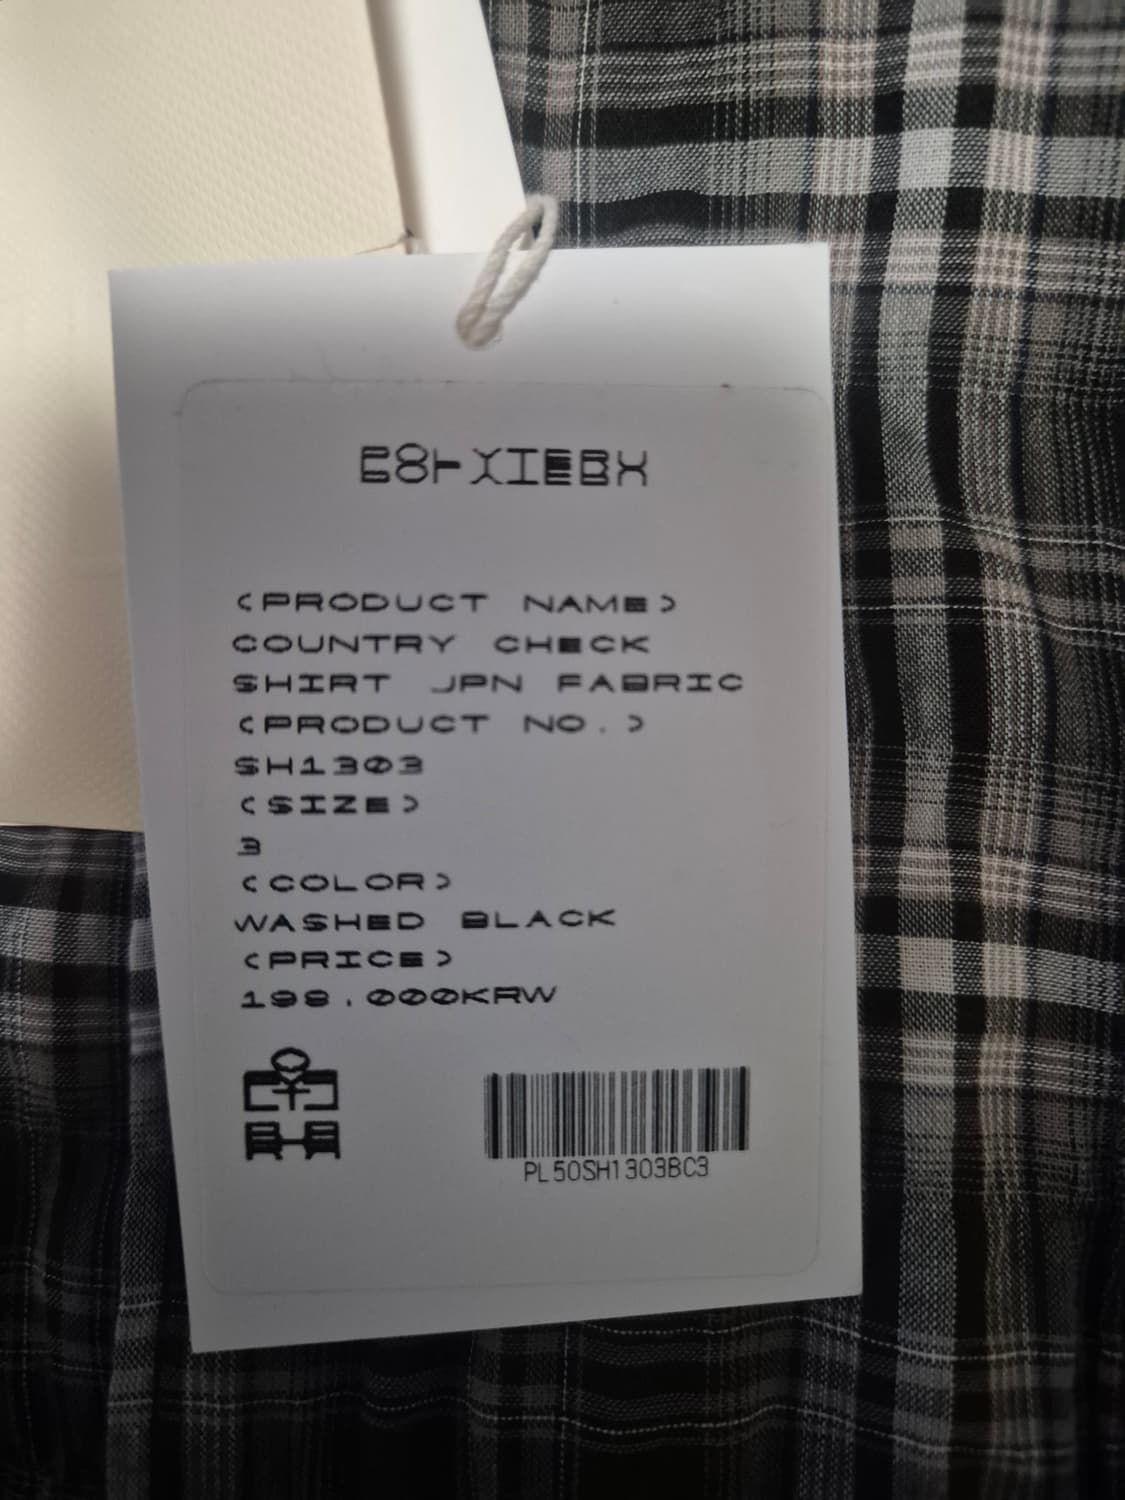 <PRODUCT NAME>
COUNTRY CHECK
SHIRT JPN FABRIC
<PRODUCT NO.>
SH1303
<SIZE>
3
<COLOR>
WASHED BLACK
<PRICE>
198.000KRW
PL50SH1303BC3